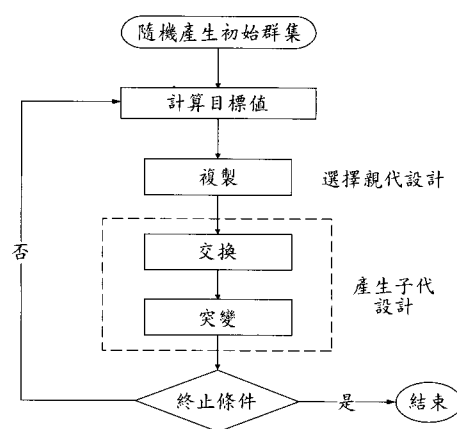 隨機產生初始群集
計算目標值
複製
選擇親代設計
交換
否
產生子代
設計
突變
終止條件
是
結束